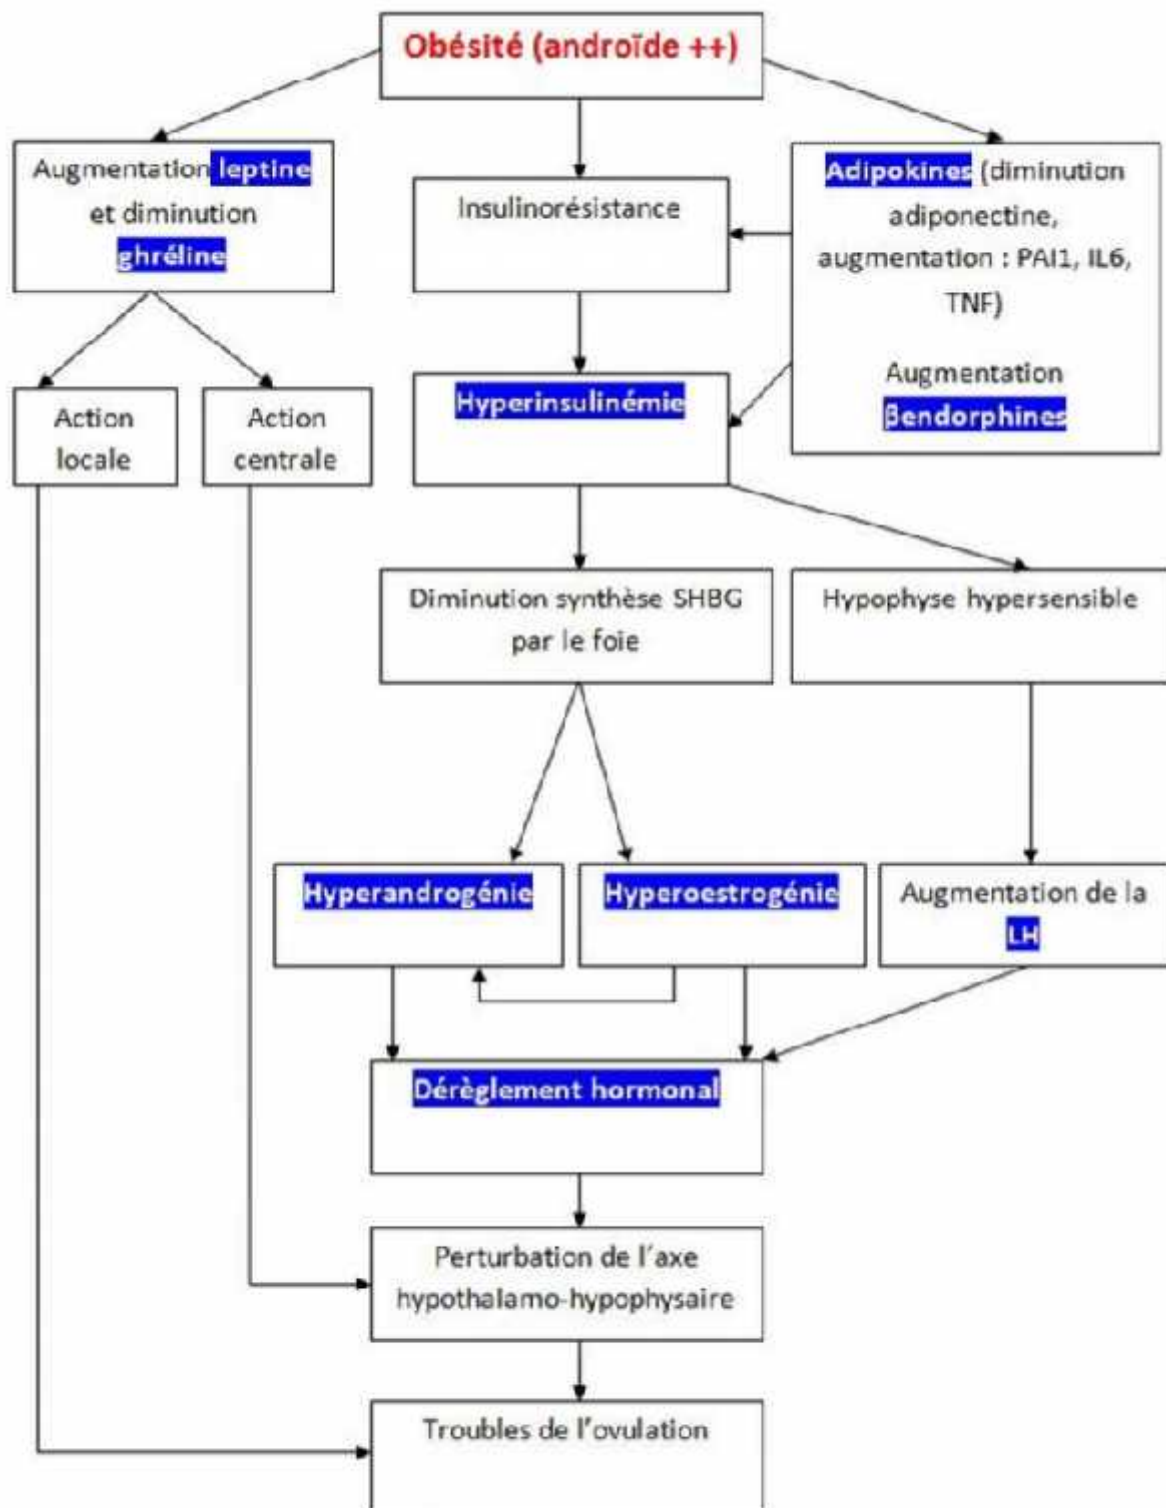 Obésité (androïde ++)
Augmentation leptine
et diminution
ghréline
Insulinorésistance
Adipokines (diminution
adiponectine,
augmentation : PAI1, IL6,
TNF)
Augmentation
βendorphines
Action
locale
Action
centrale
Hyperinsulinémie
Diminution synthèse SHBG
par le foie
Hypophyse hypersensible
Hyperandrogénie
Hyperoestrogénie
Augmentation de la
LH
Dérèglement hormonal
Perturbation de l'axe
hypothalamo-hypophysaire
Troubles de l'ovulation